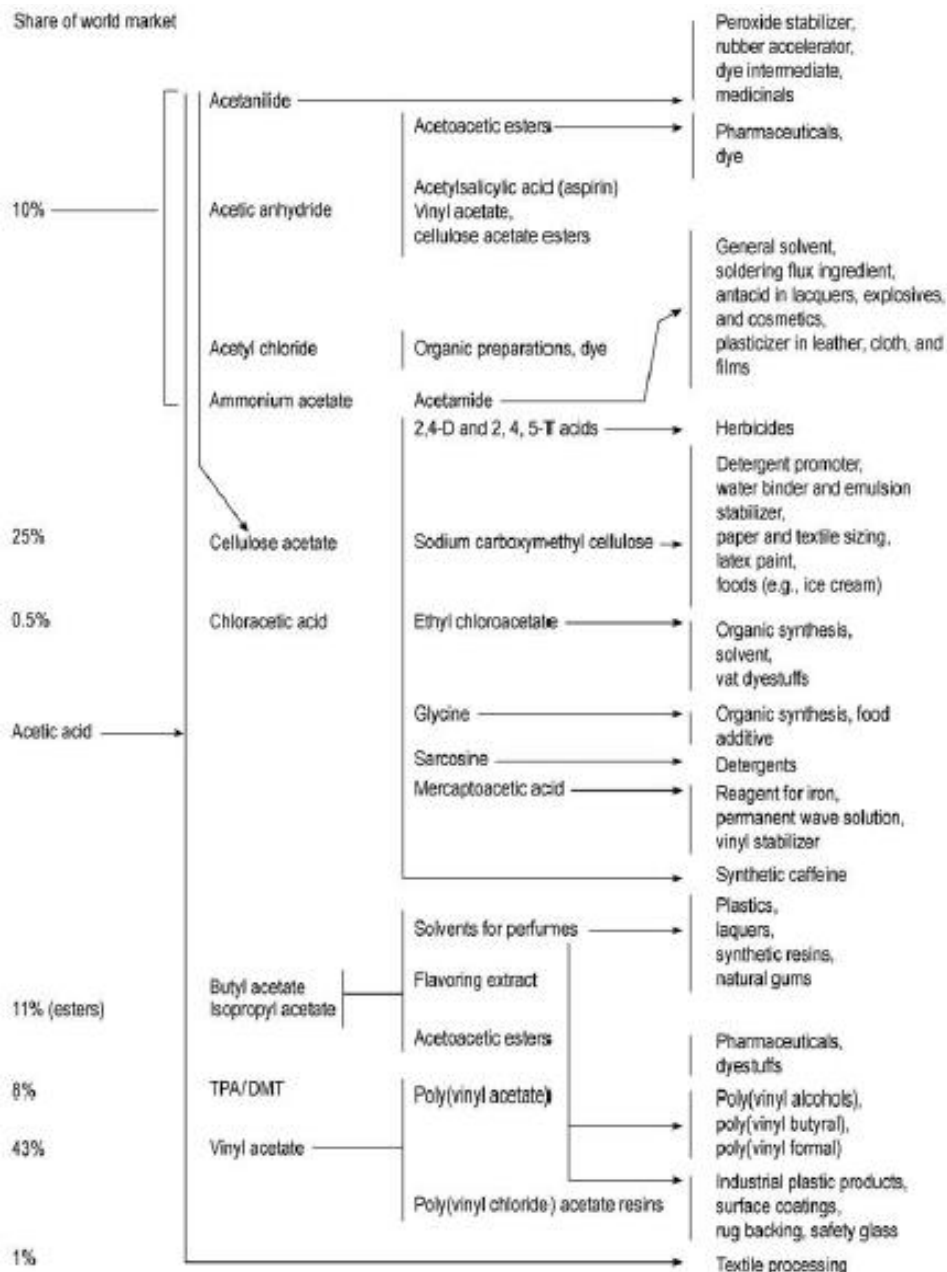 Share of world market
Peroxide stabilizer,
rubber accelerator,
dye intermediate,
medicinals
Acetanilide
Acetoacetic esters
Pharmaceuticals,
dye
10%
Acetic anhydride
Acetylsalicylic acid (aspirin)
Vinyl acetate,
cellulose acetate esters
General solvent,
soldering flux ingredient,
antacid in lacquers, explosives,
and cosmetics,
plasticizer in leather, cloth, and
films
Acetyl chloride
Organic preparations, dye
Ammonium acetate
Acetamide
2,4-D and 2, 4, 5-T acids
Herbicides
Detergent promoter,
water binder and emulsion
stabilizer,
paper and textile sizing,
latex paint,
foods (e.g., ice cream)
25%
Cellulose acetate
Sodium carboxymethyl cellulose
0.5%
Chloracetic acid
Ethyl chloroacetate
Organic synthesis,
solvent,
vat dyestuffs
Glycine
Organic synthesis, food
additive
Acetic acid
Sarcosine
Detergents
Mercaptoacetic acid
Reagent for iron,
permanent wave solution,
vinyl stabilizer
Synthetic caffeine
Solvents for perfumes
Plastics,
laquers,
synthetic resins,
natural gums
11% (esters)
Butyl acetate
Isopropyl acetate
Flavoring extract
Acetoacetic esters
Pharmaceuticals,
dyestuffs
8%
TPA/DMT
Poly(vinyl acetate)
Poly(vinyl alcohols),
poly(vinyl butyral),
poly(vinyl formal)
43%
Vinyl acetate
Poly(vinyl chloride) acetate resins
Industrial plastic products,
surface coatings,
rug backing, safety glass
1%
Textile processing